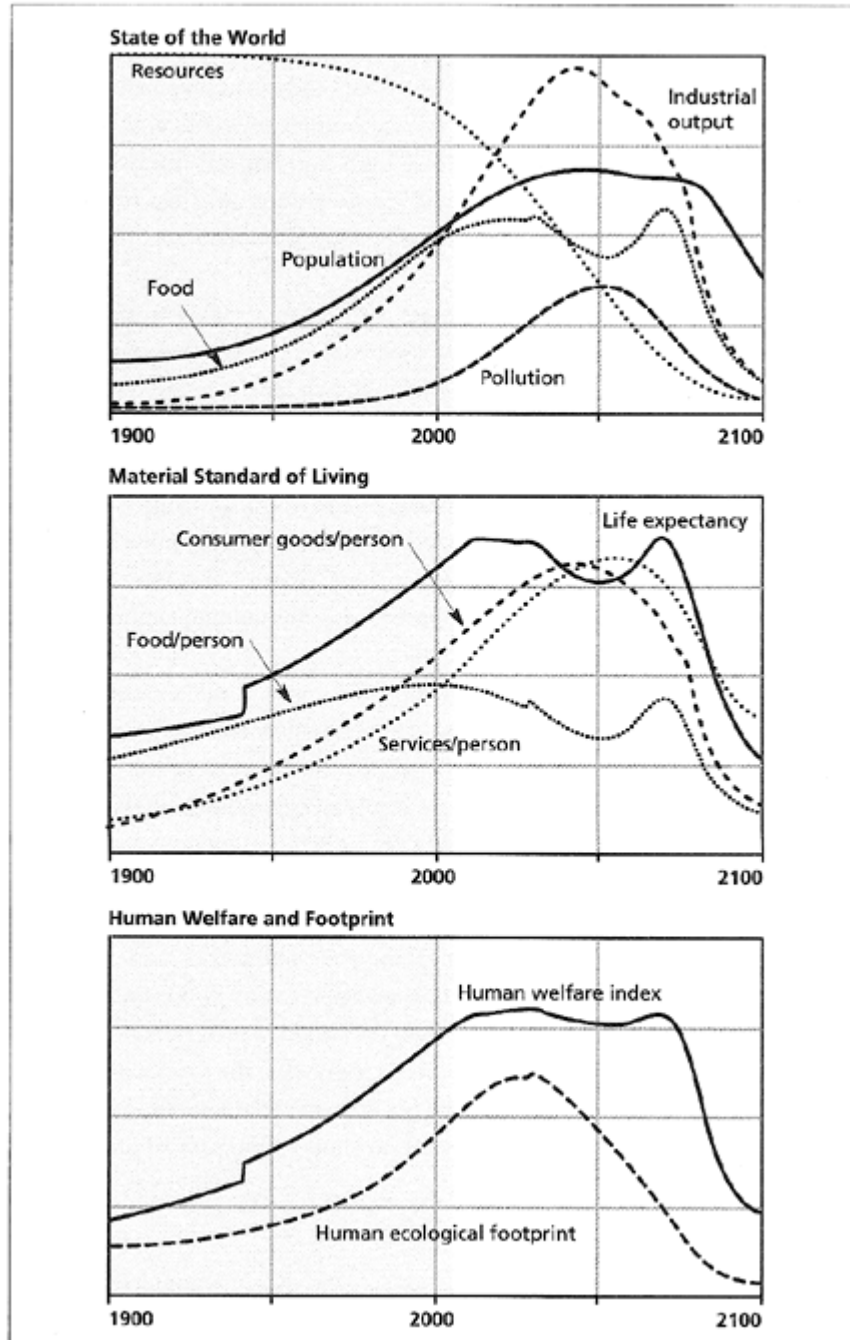 State of the World
Resources
Industrial
output
Population
Food
Pollution
1900
2000
2100
Material Standard of Living
Life expectancy
Consumer goods/person
Food/person
Services/person
1900
2000
2100
Human Welfare and Footprint
Human welfare index
Human ecological footprint
1900
2000
2100